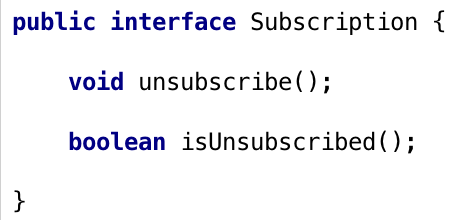 public interface Subscription {
void unsubscribe();
boolean isUnsubscribed();
}